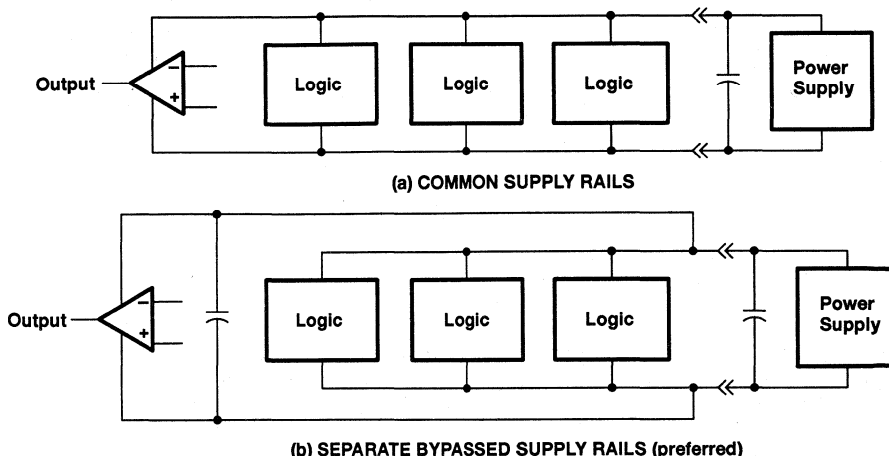 Output
−
+
Logic
Logic
Logic
Power
Supply
(a) COMMON SUPPLY RAILS
Output
−
+
Logic
Logic
Logic
Power
Supply
(b) SEPARATE BYPASSED SUPPLY RAILS (preferred)